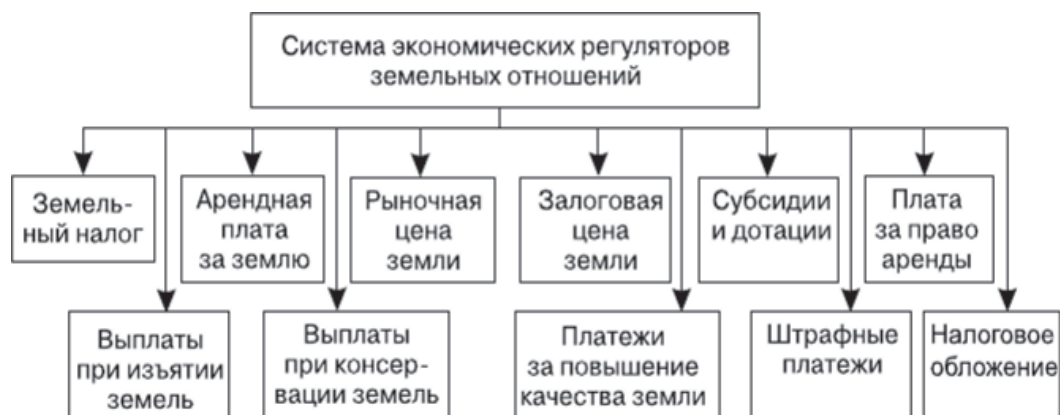 Система экономических регуляторов
земельных отношений
Земель-
ный налог
Арендная
плата
за землю
Рыночная
цена
земли
Залоговая
цена
земли
Субсидии
и дотации
Плата
за право
аренды
Выплаты
при изъятии
земель
Выплаты
при консер-
вации земель
Платежи
за повышение
качества земли
Штрафные
платежи
Налоговое
обложение